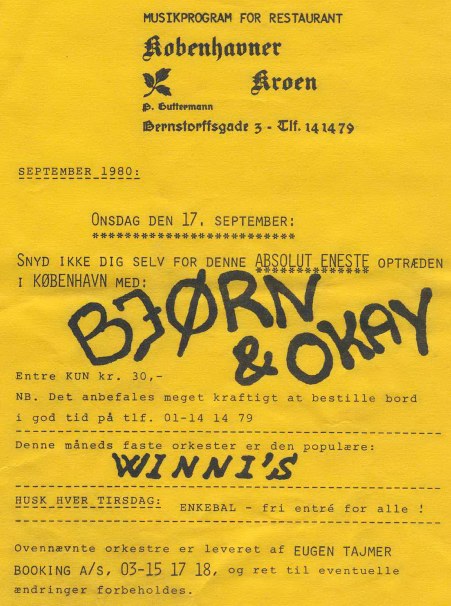 MUSIKPROGRAM FOR RESTAURANT
Københavner
Kroen
P. Guttermann
Bernstorffsgade 3 - Tlf. 141479
SEPTEMBER 1980:
ONSDAG DEN 17. SEPTEMBER:
***************************
SNYD IKKE DIG SELV FOR DENNE ABSOLUT ENESTE OPTRÆDEN
***************
I KØBENHAVN MED:
BJØRN
& OKAY
Entre KUN kr. 30,-
NB. Det anbefales meget kraftigt at bestille bord
i god tid på tlf. 01-14 14 79
Denne måneds faste orkester er den populære:
WINNI'S
HUSK HVER TIRSDAG: ENKEBAL - fri entré for alle !
Ovennævnte orkestre er leveret af EUGEN TAJMER
BOOKING A/S, 03-15 17 18, og ret til eventuelle
ændringer forbeholdes.